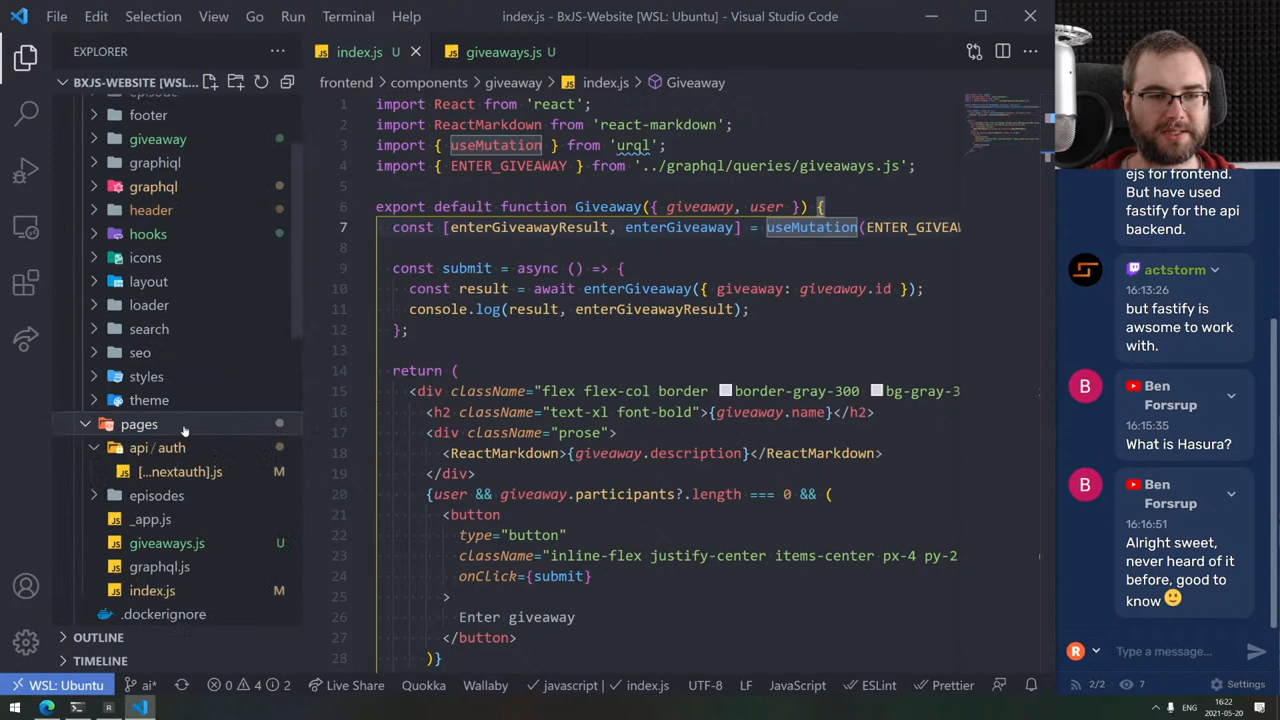 File Edit Selection View Go Run Terminal Help index.js - BxJS-Website [WSL: Ubuntu] - Visual Studio Code
EXPLORER
BXJS-WEBSITE [WSL...
footer
giveaway
graphiql
graphql
header
hooks
icons
layout
loader
search
seo
styles
theme
pages
api / auth
[...nextauth].js M
episodes
_app.js
giveaways.js U
graphql.js
index.js M
.dockerignore
OUTLINE
TIMELINE
index.js U
giveaways.js U
frontend > components > giveaway > index.js > Giveaway
1 import React from 'react';
2 import ReactMarkdown from 'react-markdown';
3 import { useMutation } from 'urql';
4 import { ENTER_GIVEAWAY } from '../graphql/queries/giveaways.js';
5
6 export default function Giveaway({ giveaway, user }) {
7 const [enterGiveawayResult, enterGiveaway] = useMutation(ENTER_GIVEAW
8
9 const submit = async () => {
10 const result = await enterGiveaway({ giveaway: giveaway.id });
11 console.log(result, enterGiveawayResult);
12 };
13
14 return (
15 <div className="flex flex-col border border-gray-300 bg-gray-3
16 <h2 className="text-xl font-bold">{giveaway.name}</h2>
17 <div className="prose">
18 <ReactMarkdown>{giveaway.description}</ReactMarkdown>
19 </div>
20 {user && giveaway.participants?.length === 0 && (
21 <button
22 type="button"
23 className="inline-flex justify-center items-center px-4 py-2
24 onClick={submit}
25 >
26 Enter giveaway
27 </button>
28 )}
ejs for frontend.
But have used
fastify for the api
backend.
actstorm
16:13:26
but fastify is
awsome to work
with.
B
Ben
Forsrup
16:15:35
What is Hasura?
B
Ben
Forsrup
16:16:51
Alright sweet,
never heard of it
before, good to
know 🙂
R
Type a message...
2/2 7 Settings
WSL: Ubuntu ai* 0 4 2 Live Share Quokka Wallaby javascript | ✓ index.js UTF-8 LF JavaScript ESLint Prettier
R
ENG 16:22
2021-05-20